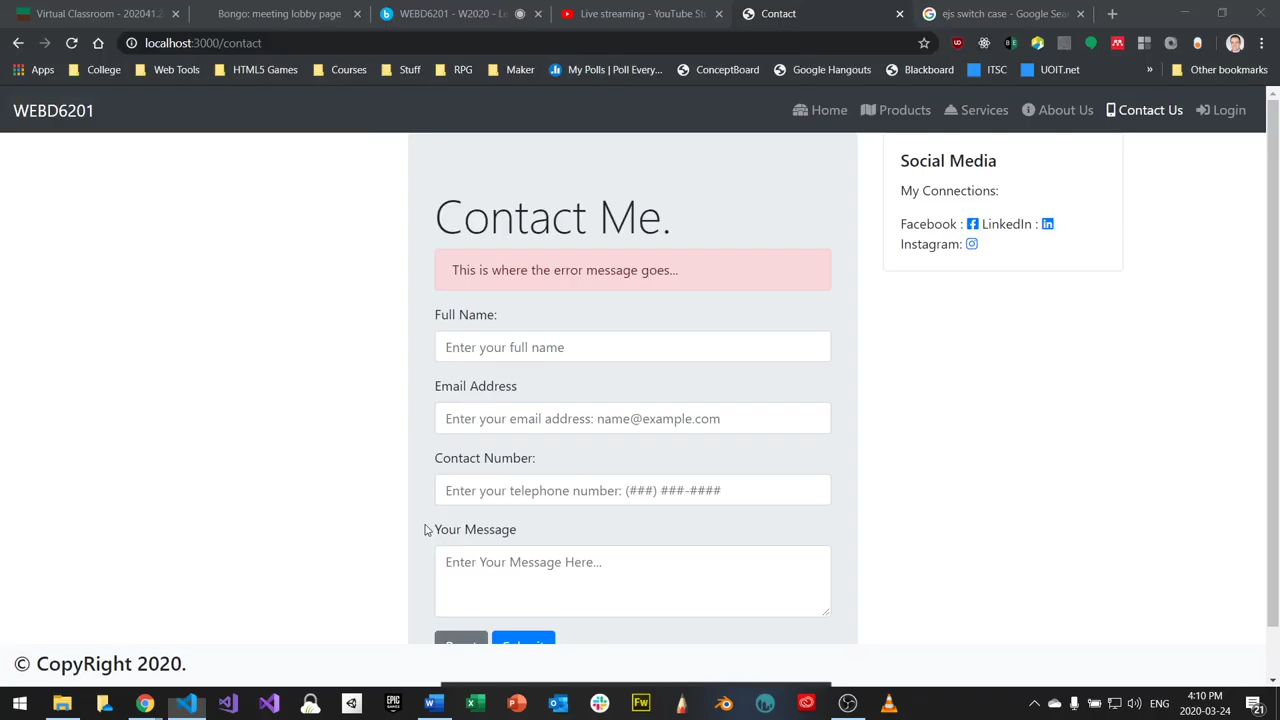 Virtual Classroom - 202041.2
Bongo: meeting lobby page
WEBD6201 - W2020 - Le
Live streaming - YouTube Stu
Contact
ejs switch case - Google Search
localhost:3000/contact
Apps College Web Tools HTML5 Games Courses Stuff RPG Maker My Polls | Poll Every... ConceptBoard Google Hangouts Blackboard ITSC UOIT.net » Other bookmarks
WEBD6201 Home Products Services About Us Contact Us Login
Social Media
My Connections:
Facebook : LinkedIn :
Instagram:
Contact Me.
This is where the error message goes...
Full Name:
Enter your full name
Email Address
Enter your email address: name@example.com
Contact Number:
Enter your telephone number: (###) ###-####
Your Message
Enter Your Message Here...
© CopyRight 2020.
ENG
4:10 PM
2020-03-24
21